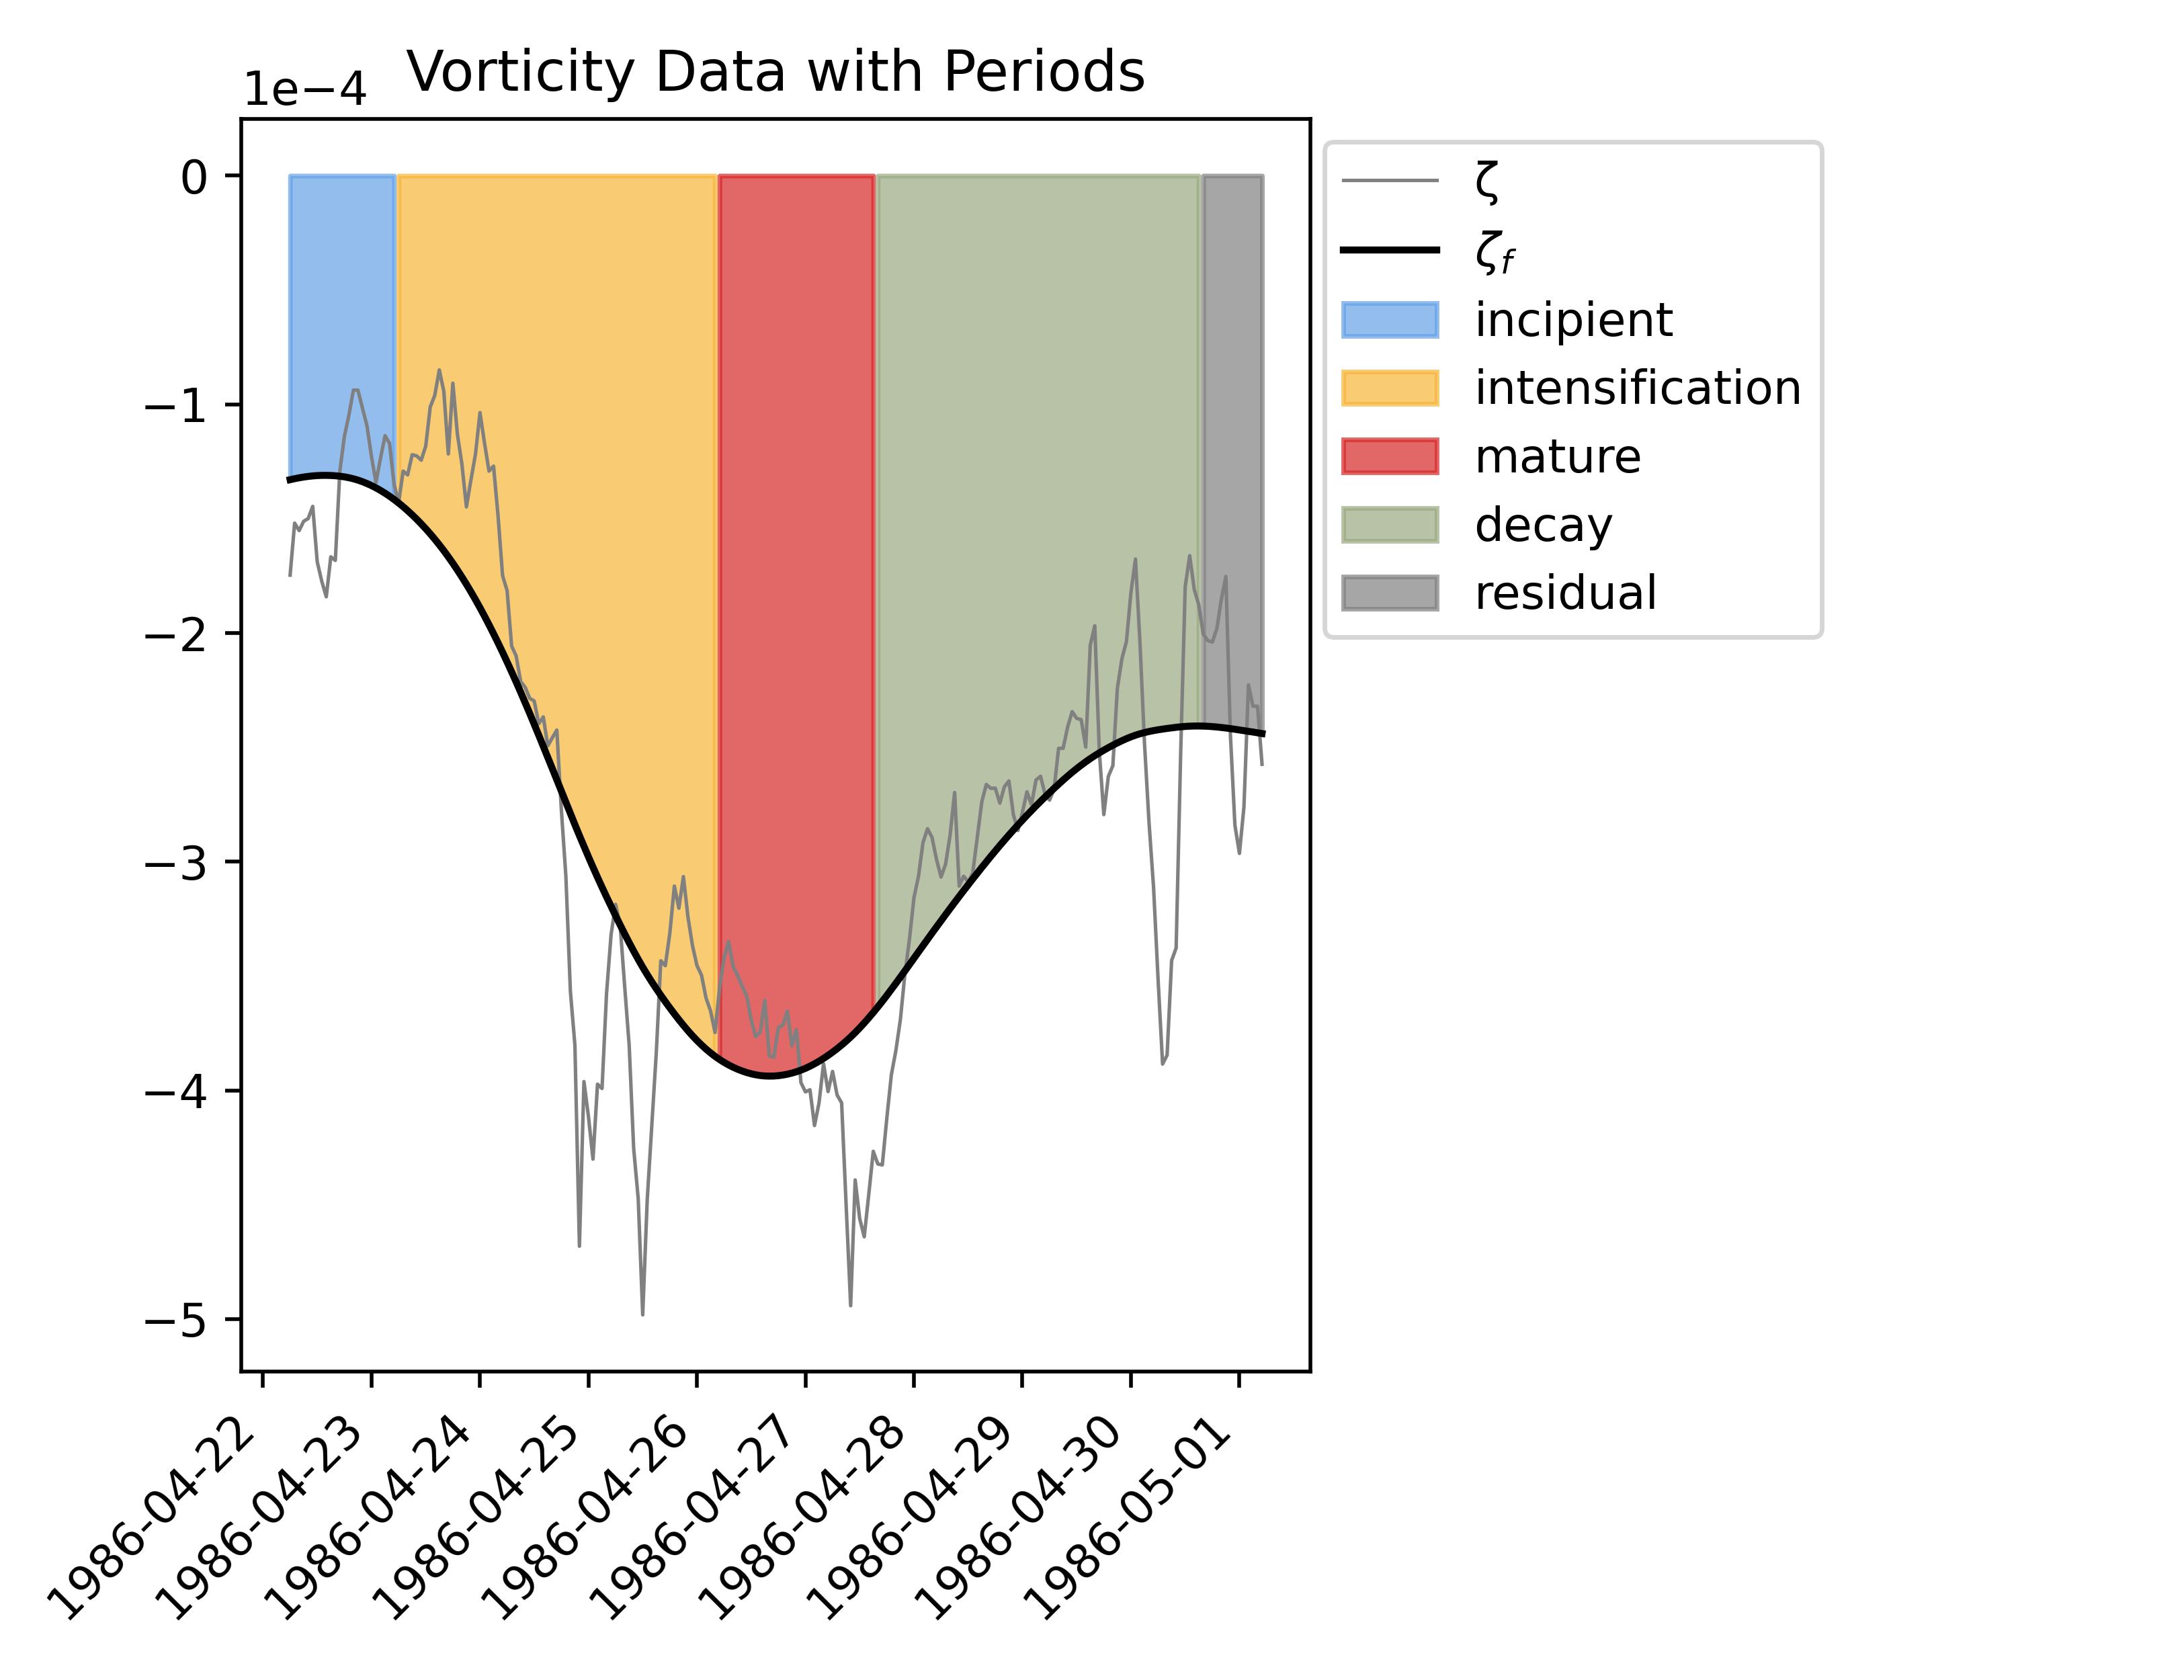 Vorticity Data with Periods
1e−4
0
−1
−2
−3
−4
−5
1986-04-22
1986-04-23
1986-04-24
1986-04-25
1986-04-26
1986-04-27
1986-04-28
1986-04-29
1986-04-30
1986-05-01
ζ
ζf
incipient
intensification
mature
decay
residual